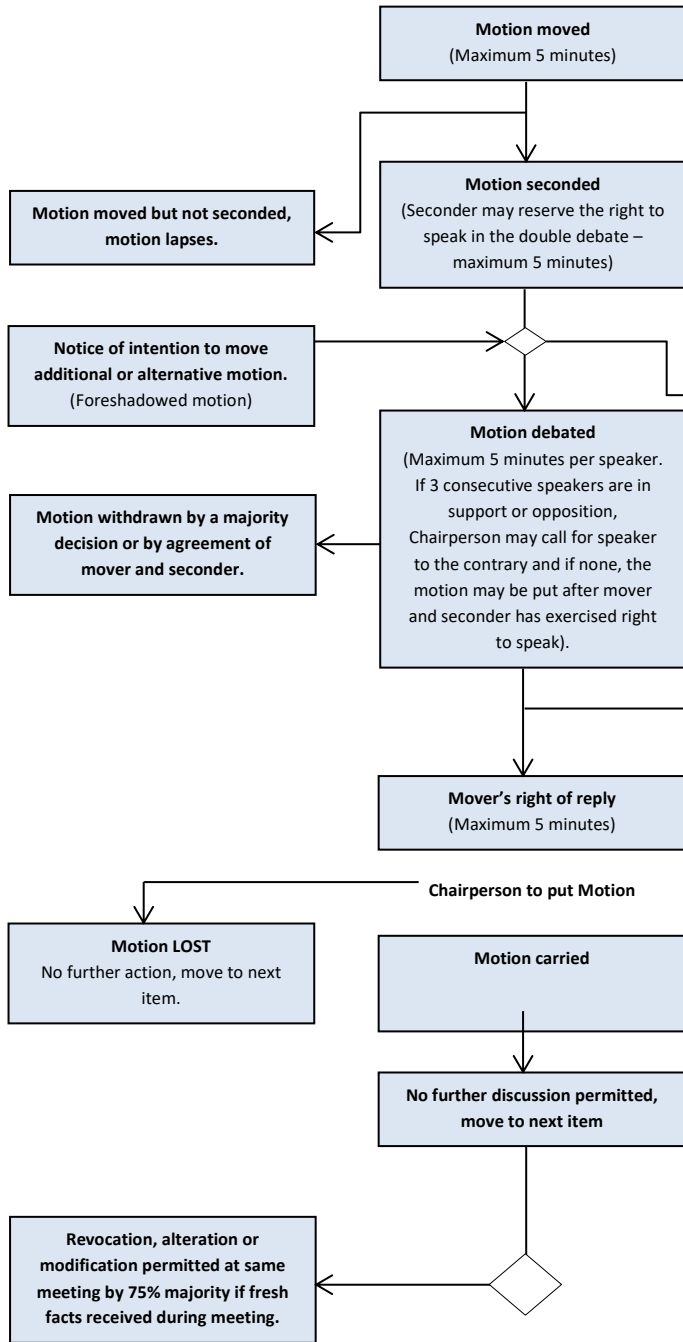 Motion moved
(Maximum 5 minutes)
Motion seconded
(Seconder may reserve the right to
speak in the double debate –
maximum 5 minutes)
Motion moved but not seconded,
motion lapses.
Notice of intention to move
additional or alternative motion.
(Foreshadowed motion)
Motion debated
(Maximum 5 minutes per speaker.
If 3 consecutive speakers are in
support or opposition,
Chairperson may call for speaker
to the contrary and if none, the
motion may be put after mover
and seconder has exercised right
to speak).
Motion withdrawn by a majority
decision or by agreement of
mover and seconder.
Mover’s right of reply
(Maximum 5 minutes)
Chairperson to put Motion
Motion LOST
No further action, move to next
item.
Motion carried
No further discussion permitted,
move to next item
Revocation, alteration or
modification permitted at same
meeting by 75% majority if fresh
facts received during meeting.